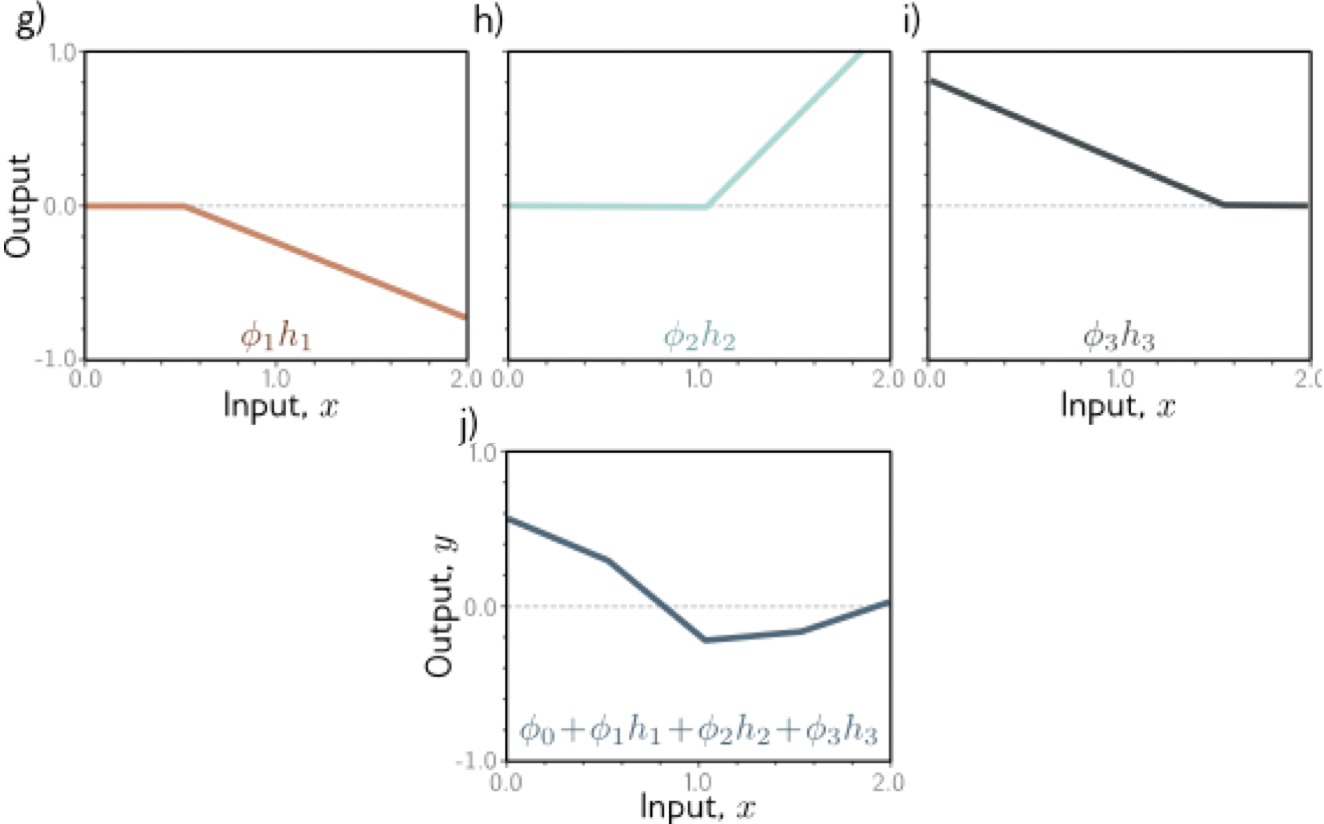 g)
h)
i)
1.0
Output
0.0
-1.0
ϕ₁h₁
ϕ₂h₂
ϕ₃h₃
0.0 1.0 2.0
0.0 1.0 2.0
0.0 1.0 2.0
Input, x
Input, x
j)
1.0
Output, y
0.0
-1.0
ϕ₀+ϕ₁h₁+ϕ₂h₂+ϕ₃h₃
0.0 1.0 2.0
Input, x